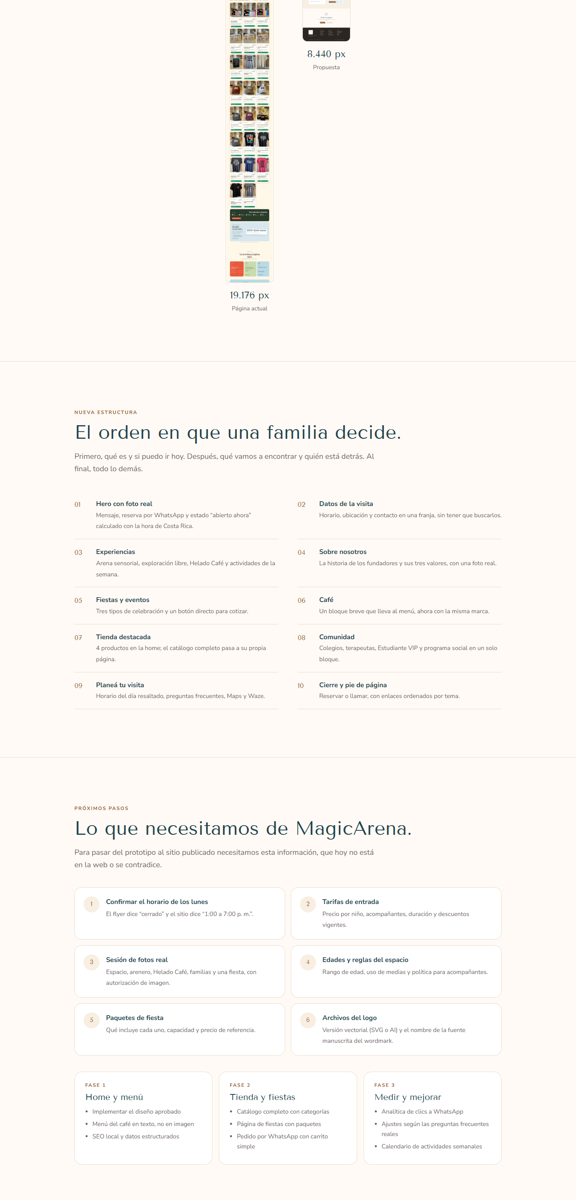 8.440 px
Propuesta
19.176 px
Página actual
NUEVA ESTRUCTURA
El orden en que una familia decide.
Primero, qué es y si puedo ir hoy. Después, qué vamos a encontrar y quién está detrás. Al
final, todo lo demás.
01
Hero con foto real
Mensaje, reserva por WhatsApp y estado “abierto ahora”
calculado con la hora de Costa Rica.
02
Datos de la visita
Horario, ubicación y contacto en una franja, sin tener que buscarlos.
03
Experiencias
Arena sensorial, exploración libre, Helado Café y actividades de la
semana.
04
Sobre nosotros
La historia de los fundadores y sus tres valores, con una foto real.
05
Fiestas y eventos
Tres tipos de celebración y un botón directo para cotizar.
06
Café
Un bloque breve que lleva al menú, ahora con la misma marca.
07
Tienda destacada
4 productos en la home; el catálogo completo pasa a su propia
página.
08
Comunidad
Colegios, terapeutas, Estudiante VIP y programa social en un solo
bloque.
09
Planeá tu visita
Horario del día resaltado, preguntas frecuentes, Maps y Waze.
10
Cierre y pie de página
Reservar o llamar, con enlaces ordenados por tema.
PRÓXIMOS PASOS
Lo que necesitamos de MagicArena.
Para pasar del prototipo al sitio publicado necesitamos esta información, que hoy no está
en la web o se contradice.
1
Confirmar el horario de los lunes
El flyer dice “cerrado” y el sitio dice “1:00 a 7:00 p. m.”.
2
Tarifas de entrada
Precio por niño, acompañantes, duración y descuentos
vigentes.
3
Sesión de fotos real
Espacio, arenero, Helado Café, familias y una fiesta, con
autorización de imagen.
4
Edades y reglas del espacio
Rango de edad, uso de medias y política para acompañantes.
5
Paquetes de fiesta
Qué incluye cada uno, capacidad y precio de referencia.
6
Archivos del logo
Versión vectorial (SVG o AI) y el nombre de la fuente
manuscrita del wordmark.
FASE 1
Home y menú
• Implementar el diseño aprobado
• Menú del café en texto, no en imagen
• SEO local y datos estructurados
FASE 2
Tienda y fiestas
• Catálogo completo con categorías
• Página de fiestas con paquetes
• Pedido por WhatsApp con carrito
simple
FASE 3
Medir y mejorar
• Analítica de clics a WhatsApp
• Ajustes según las preguntas frecuentes
reales
• Calendario de actividades semanales